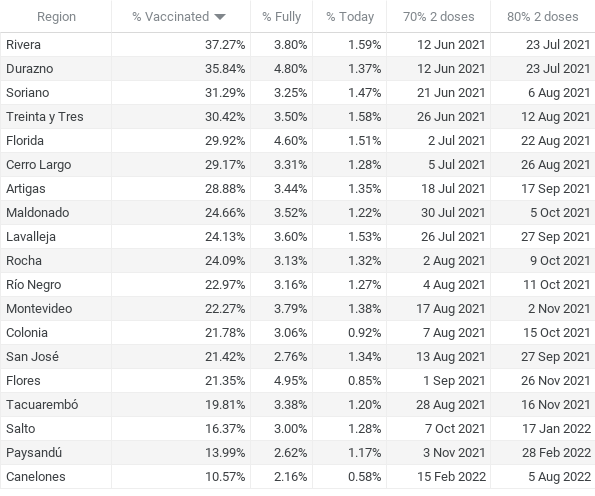 Region % Vaccinated % Fully % Today 70% 2 doses 80% 2 doses
Rivera 37.27% 3.80% 1.59% 12 Jun 2021 23 Jul 2021
Durazno 35.84% 4.80% 1.37% 12 Jun 2021 23 Jul 2021
Soriano 31.29% 3.25% 1.47% 21 Jun 2021 6 Aug 2021
Treinta y Tres 30.42% 3.50% 1.58% 26 Jun 2021 12 Aug 2021
Florida 29.92% 4.60% 1.51% 2 Jul 2021 22 Aug 2021
Cerro Largo 29.17% 3.31% 1.28% 5 Jul 2021 26 Aug 2021
Artigas 28.88% 3.44% 1.35% 18 Jul 2021 17 Sep 2021
Maldonado 24.66% 3.52% 1.22% 30 Jul 2021 5 Oct 2021
Lavalleja 24.13% 3.60% 1.53% 26 Jul 2021 27 Sep 2021
Rocha 24.09% 3.13% 1.32% 2 Aug 2021 9 Oct 2021
Río Negro 22.97% 3.16% 1.27% 4 Aug 2021 11 Oct 2021
Montevideo 22.27% 3.79% 1.38% 17 Aug 2021 2 Nov 2021
Colonia 21.78% 3.06% 0.92% 7 Aug 2021 15 Oct 2021
San José 21.42% 2.76% 1.34% 13 Aug 2021 27 Sep 2021
Flores 21.35% 4.95% 0.85% 1 Sep 2021 26 Nov 2021
Tacuarembó 19.81% 3.38% 1.20% 28 Aug 2021 16 Nov 2021
Salto 16.37% 3.00% 1.28% 7 Oct 2021 17 Jan 2022
Paysandú 13.99% 2.62% 1.17% 3 Nov 2021 28 Feb 2022
Canelones 10.57% 2.16% 0.58% 15 Feb 2022 5 Aug 2022